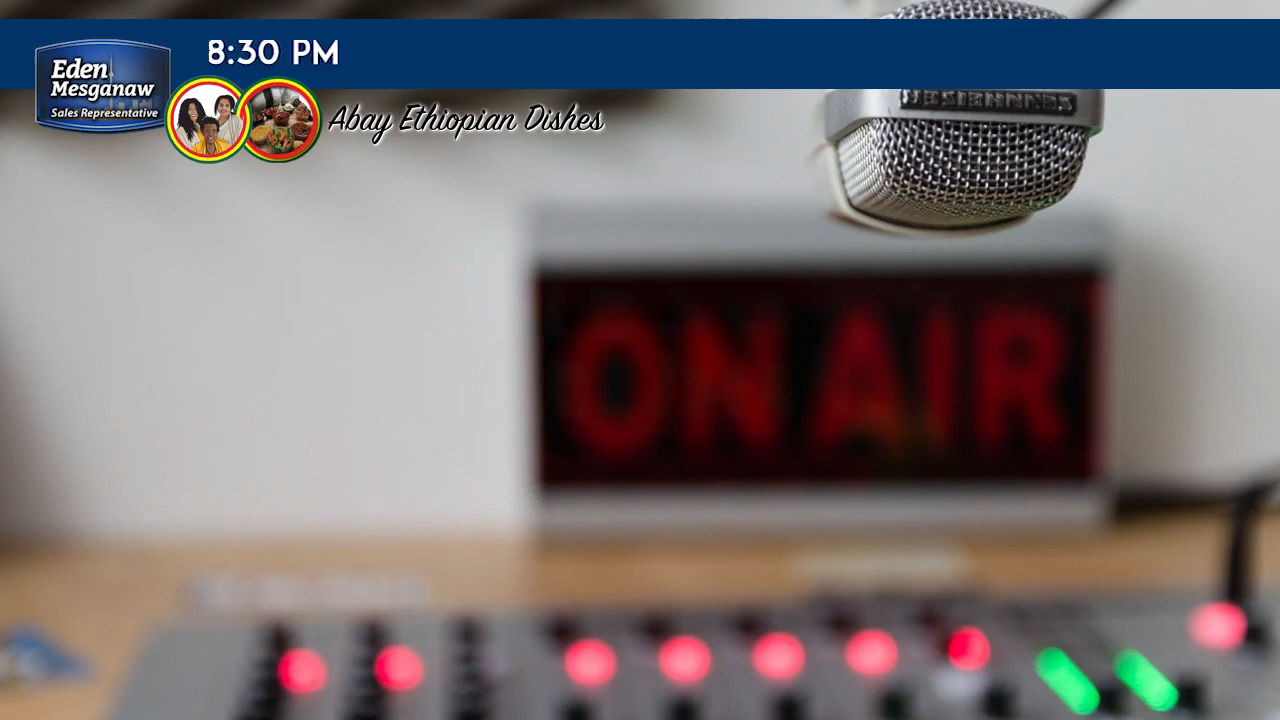 8:30 PM
Eden
Mesganaw
Sales Representative
Abay Ethiopian Dishes
ON AIR